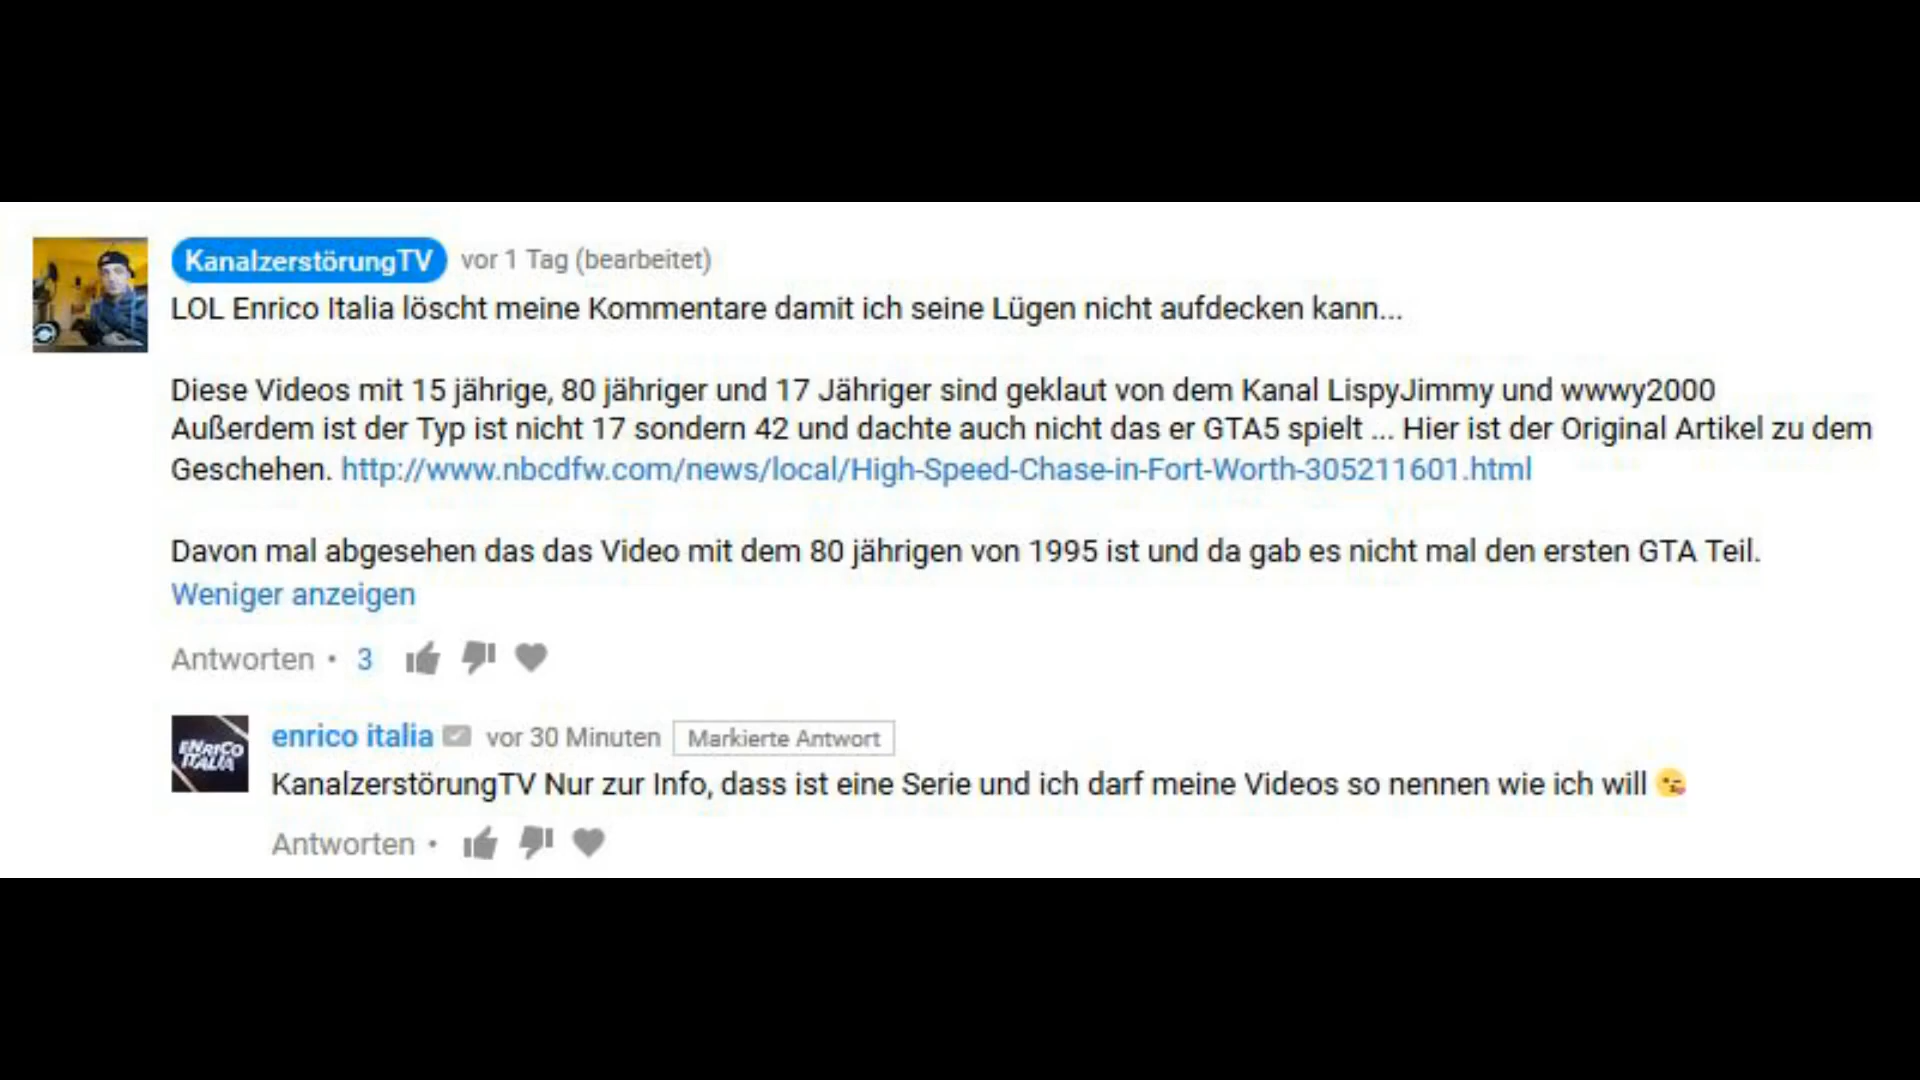 KanalzerstörungTV vor 1 Tag (bearbeitet)
LOL Enrico Italia löscht meine Kommentare damit ich seine Lügen nicht aufdecken kann...
Diese Videos mit 15 jährige, 80 jähriger und 17 Jähriger sind geklaut von dem Kanal LispyJimmy und wwwy2000
Außerdem ist der Typ ist nicht 17 sondern 42 und dachte auch nicht das er GTA5 spielt ... Hier ist der Original Artikel zu dem
Geschehen. http://www.nbcdfw.com/news/local/High-Speed-Chase-in-Fort-Worth-305211601.html
Davon mal abgesehen das das Video mit dem 80 jährigen von 1995 ist und da gab es nicht mal den ersten GTA Teil.
Weniger anzeigen
Antworten • 3
ENRICO
ITALIA
enrico italia vor 30 Minuten Markierte Antwort
KanalzerstörungTV Nur zur Info, dass ist eine Serie und ich darf meine Videos so nennen wie ich will 😘
Antworten •